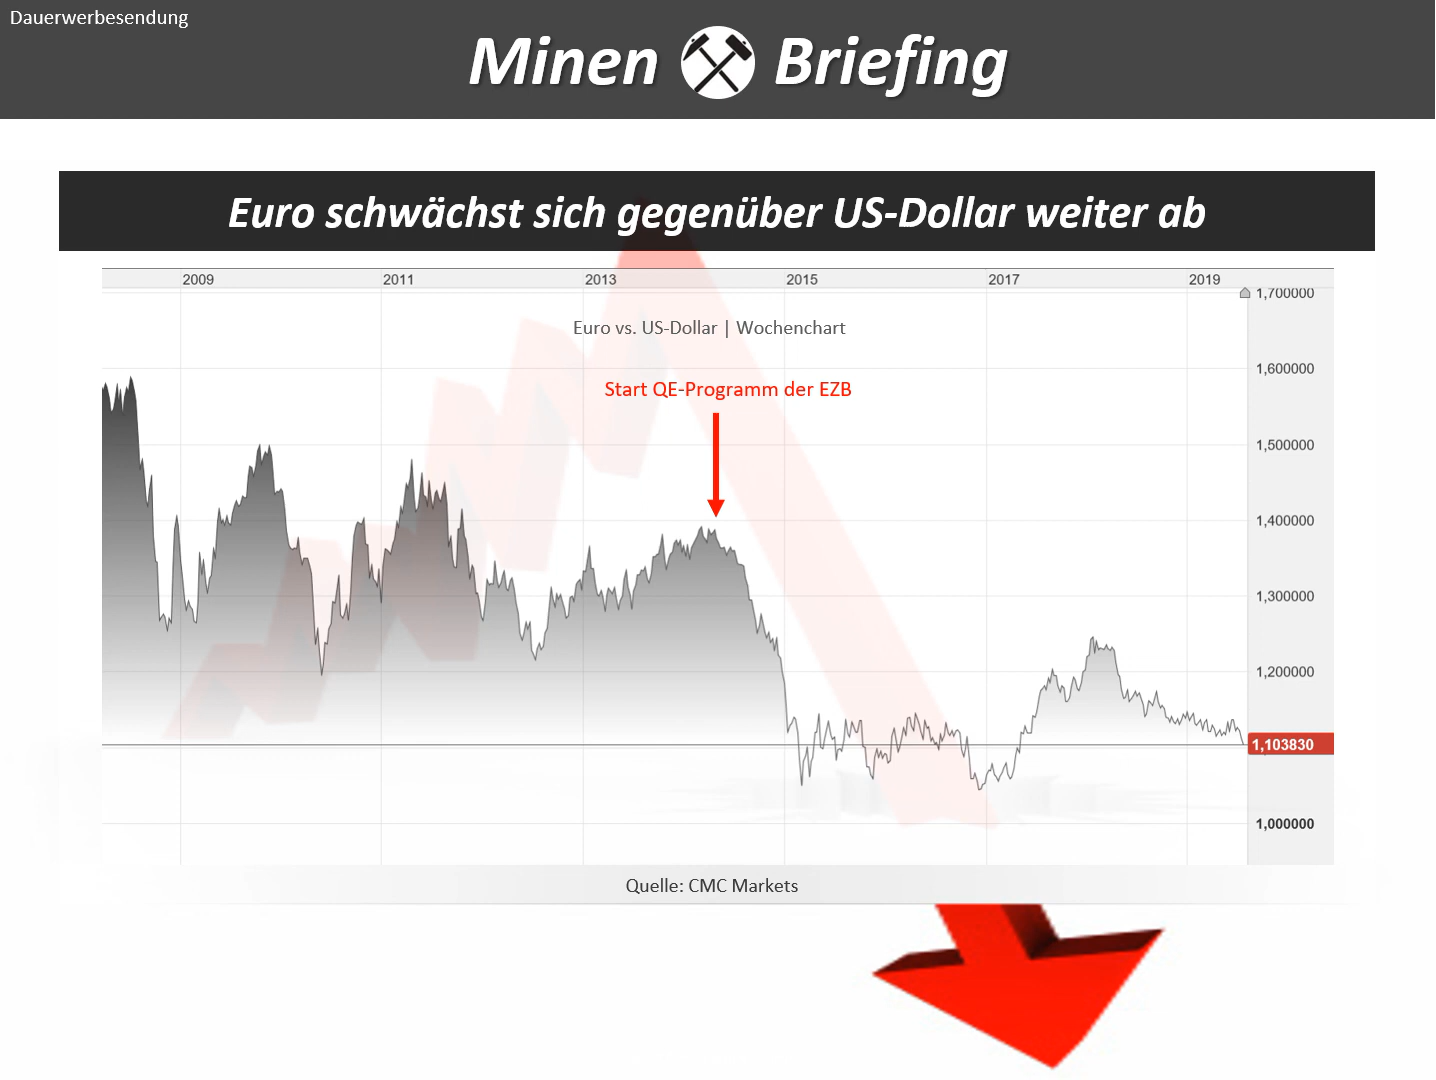 Dauerwerbesendung
Minen Briefing
Euro schwächst sich gegenüber US-Dollar weiter ab
2009 2011 2013 2015 2017 2019
1,700000
Euro vs. US-Dollar | Wochenchart
1,600000
Start QE-Programm der EZB
1,500000
1,400000
1,300000
1,200000
1,103830
1,000000
Quelle: CMC Markets